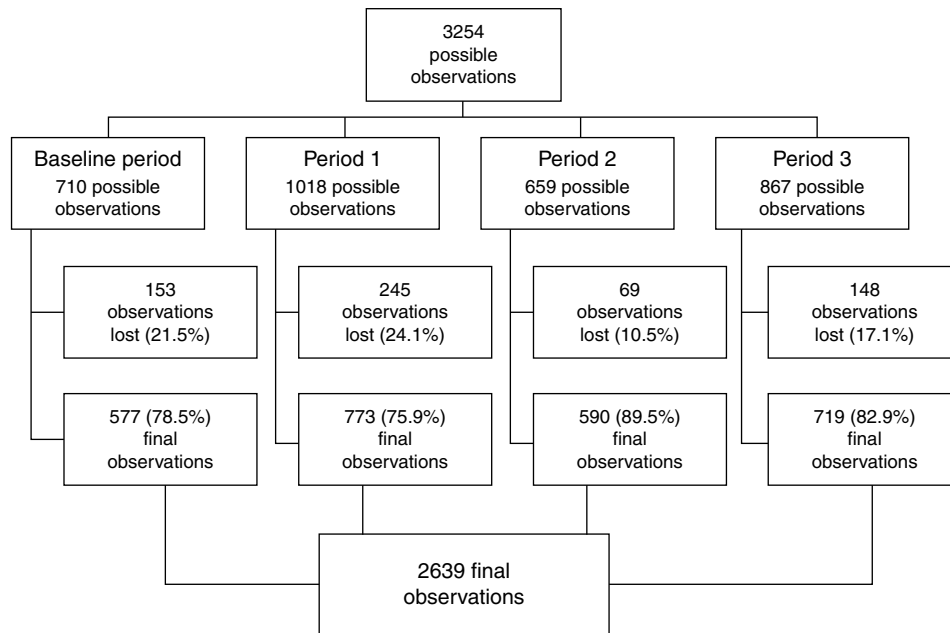 3254
possible
observations
Baseline period
710 possible
observations
Period 1
1018 possible
observations
Period 2
659 possible
observations
Period 3
867 possible
observations
153
observations
lost (21.5%)
245
observations
lost (24.1%)
69
observations
lost (10.5%)
148
observations
lost (17.1%)
577 (78.5%)
final
observations
773 (75.9%)
final
observations
590 (89.5%)
final
observations
719 (82.9%)
final
observations
2639 final
observations